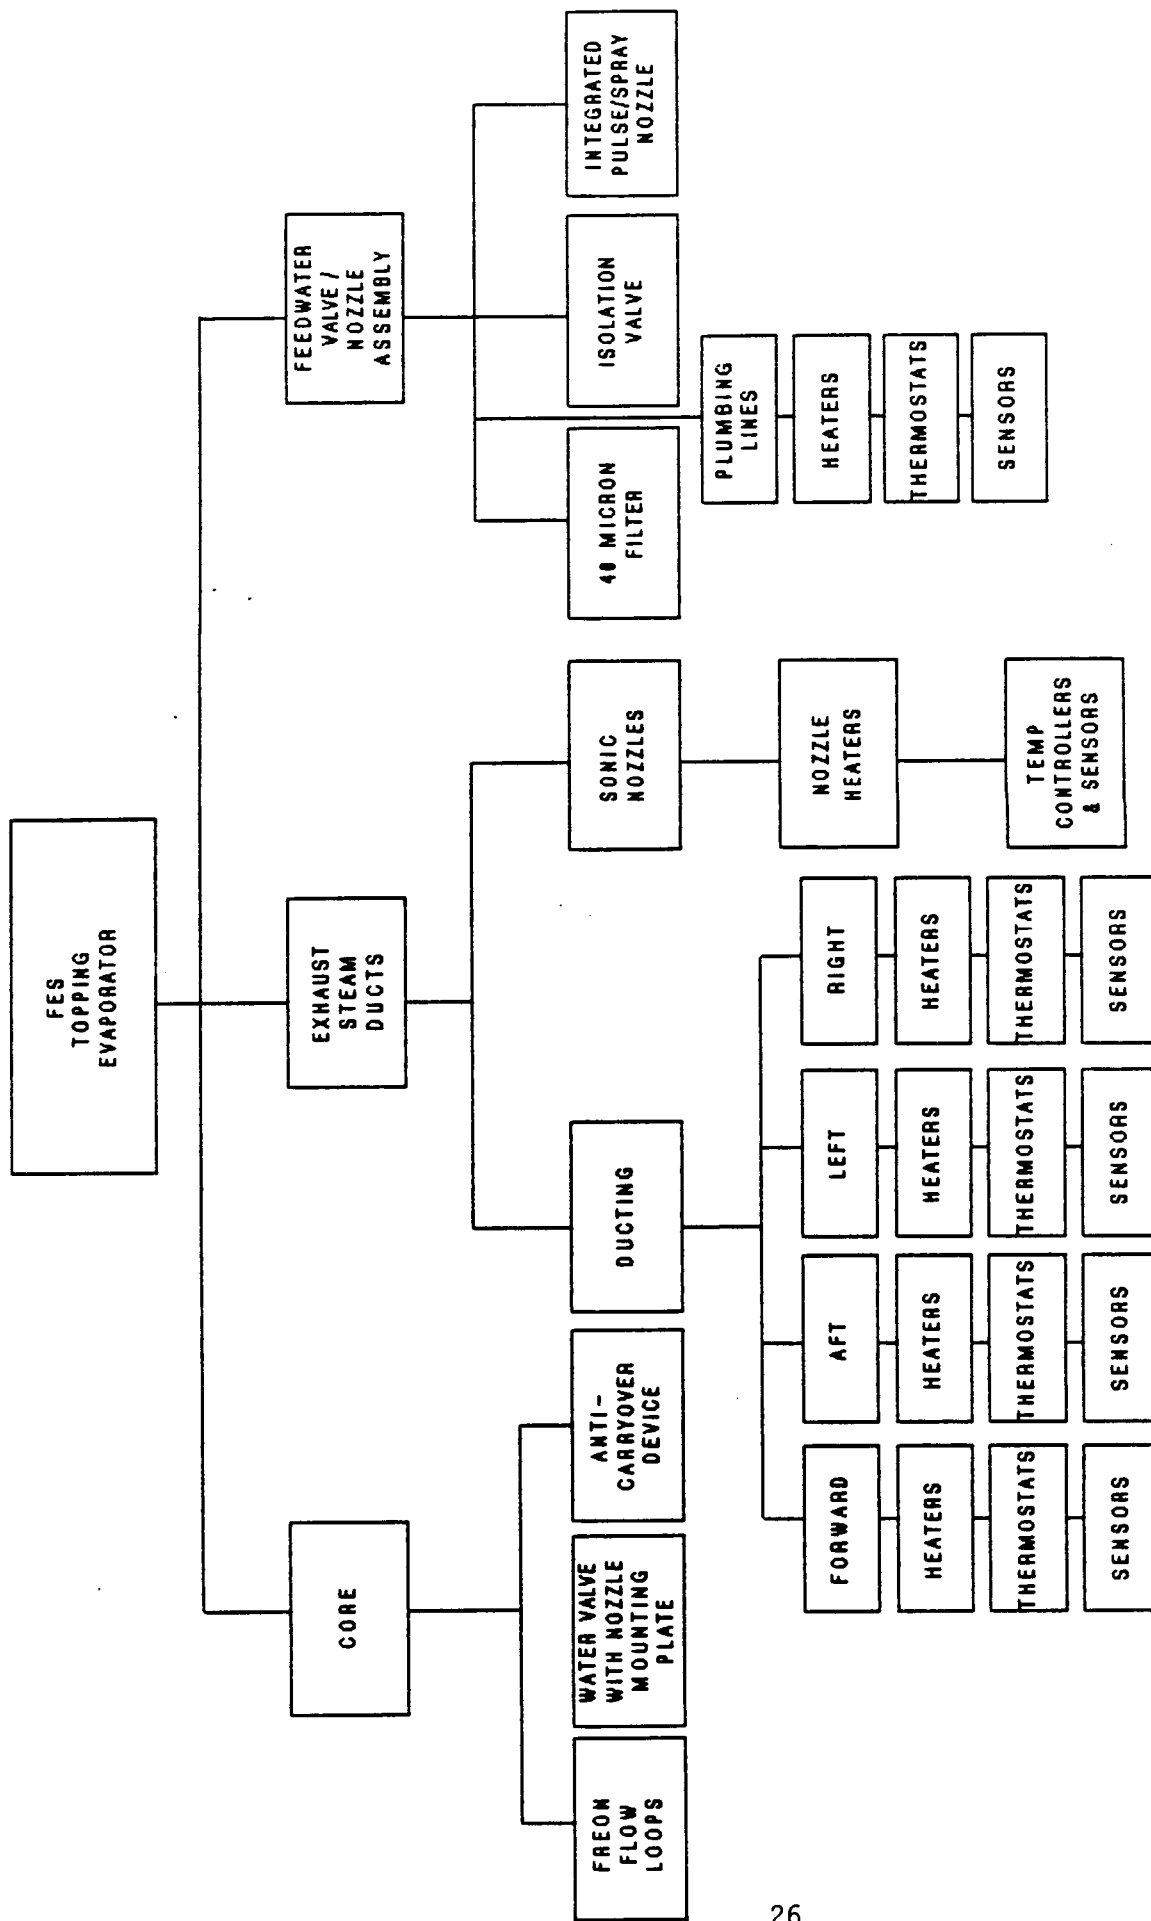 FES
TOPPING
EVAPORATOR
CORE
EXHAUST
STEAM
DUCTS
FEEDWATER
VALVE /
NOZZLE
ASSEMBLY
FREON
FLOW
LOOPS
WATER VALVE
WITH NOZZLE
MOUNTING
PLATE
ANTI-
CARRYOVER
DEVICE
DUCTING
SONIC
NOZZLES
40 MICRON
FILTER
ISOLATION
VALVE
INTEGRATED
PULSE/SPRAY
NOZZLE
PLUMBING
LINES
HEATERS
THERMOSTATS
SENSORS
NOZZLE
HEATERS
TEMP
CONTROLLERS
& SENSORS
FORWARD
HEATERS
THERMOSTATS
SENSORS
AFT
HEATERS
THERMOSTATS
SENSORS
LEFT
HEATERS
THERMOSTATS
SENSORS
RIGHT
HEATERS
THERMOSTATS
SENSORS
26